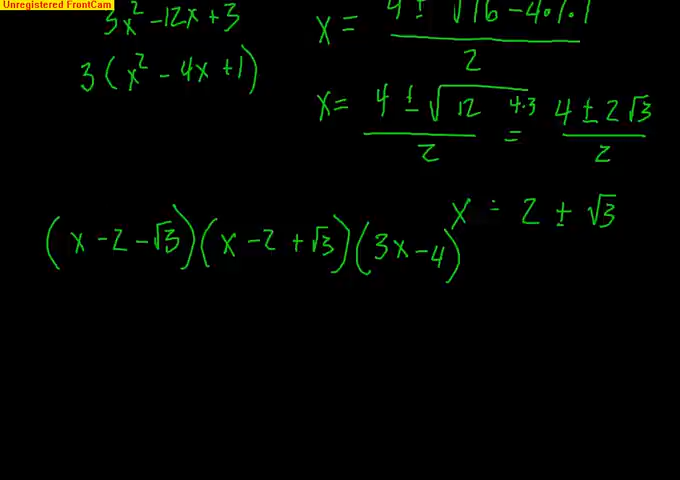 Unregistered FrontCam
3x² -12x + 3
3(x² - 4x + 1)
x = 4 ± √16 - 4·1·1 / 2
x = 4 ± √12 4·3 / 2 = 4 ± 2√3 / 2
x = 2 ± √3
(x - 2 - √3)(x - 2 + √3)(3x - 4)